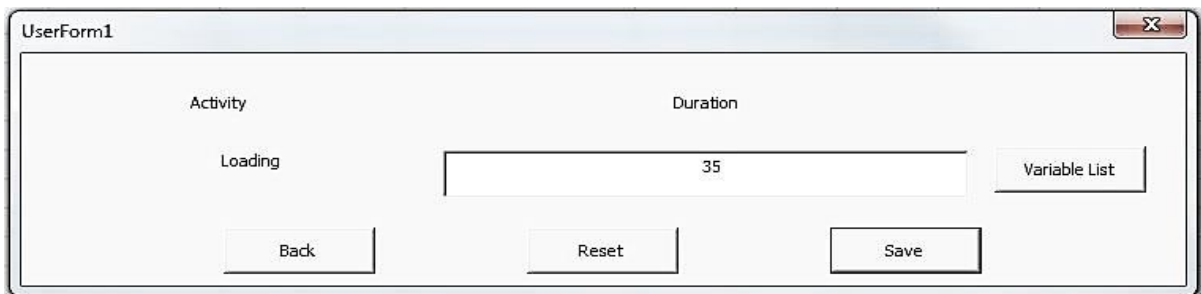 UserForm1
Activity Duration
Loading 35 Variable List
Back Reset Save